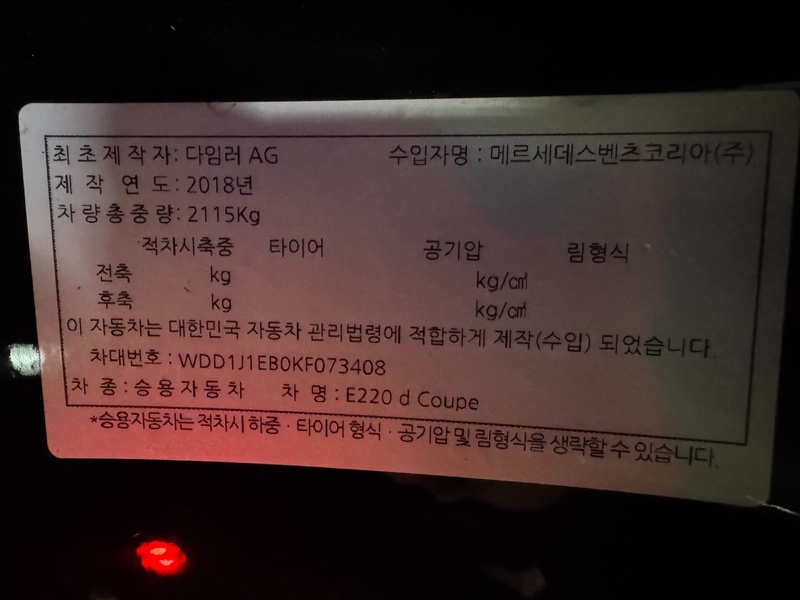 최초제작자: 다임러 AG 수입자명 : 메르세데스벤츠코리아(주)
제 작 연 도: 2018년
차량총중량: 2115Kg
적차시축중 타이어 공기압 림형식
전축 kg kg/㎠
후축 kg kg/㎠
이 자동차는 대한민국 자동차 관리법령에 적합하게 제작(수입) 되었습니다.
차대번호 : WDD1J1EB0KF073408
차 종 : 승용자동차 차 명 : E220 d Coupe
*승용자동차는 적차시 하중 · 타이어 형식 · 공기압 및 림형식을 생략할 수 있습니다.